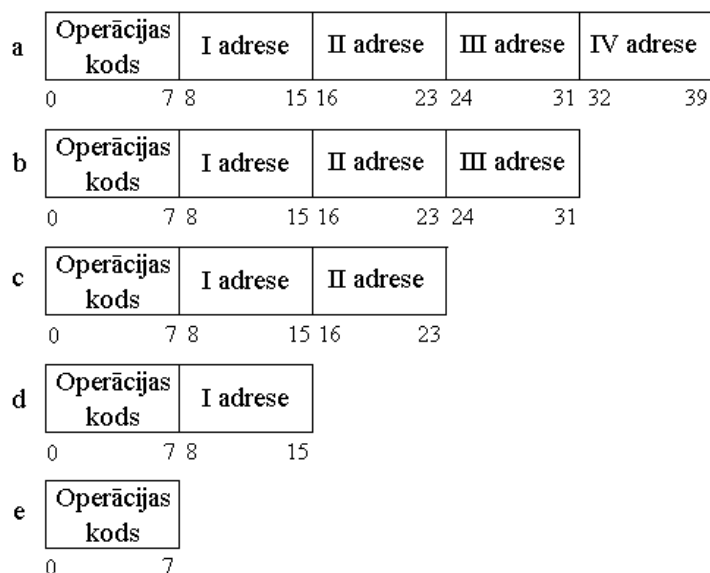 a Operācijas kods I adrese II adrese III adrese IV adrese
0 7 8 15 16 23 24 31 32 39
b Operācijas kods I adrese II adrese III adrese
0 7 8 15 16 23 24 31
c Operācijas kods I adrese II adrese
0 7 8 15 16 23
d Operācijas kods I adrese
0 7 8 15
e Operācijas kods
0 7